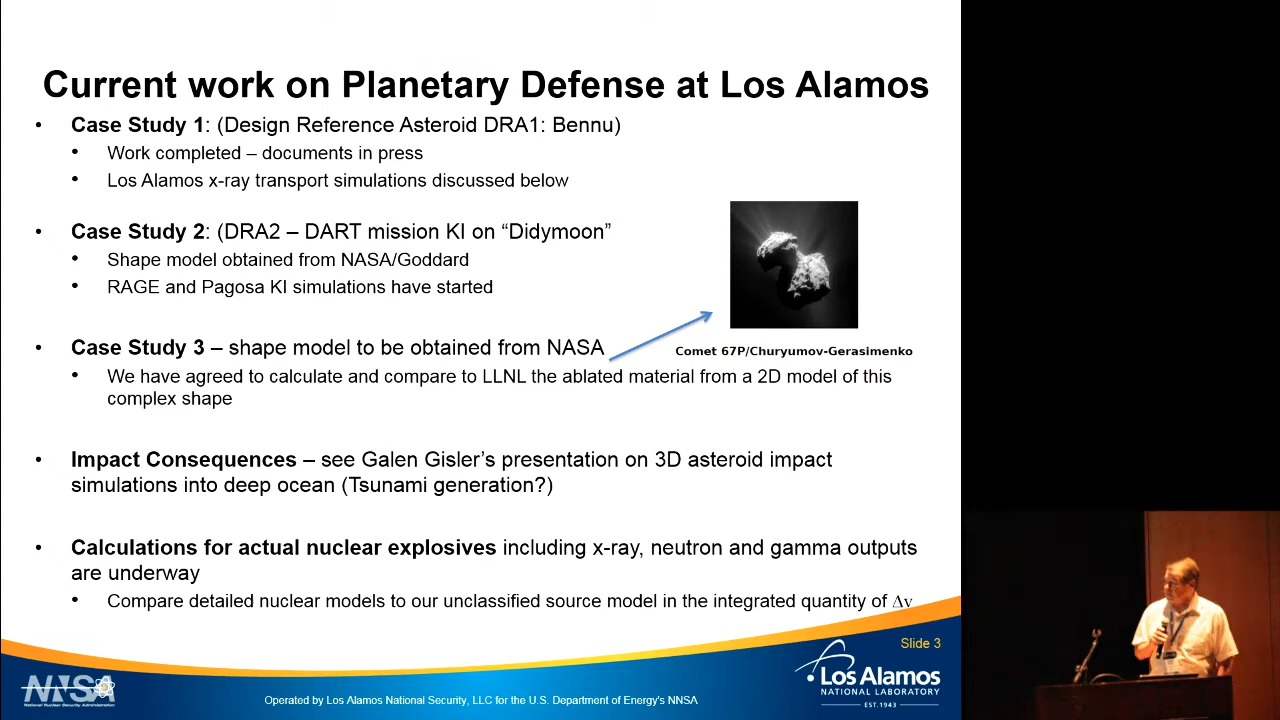 Current work on Planetary Defense at Los Alamos
• Case Study 1: (Design Reference Asteroid DRA1: Bennu)
• Work completed – documents in press
• Los Alamos x-ray transport simulations discussed below
• Case Study 2: (DRA2 – DART mission KI on “Didymoon”
• Shape model obtained from NASA/Goddard
• RAGE and Pagosa KI simulations have started
• Case Study 3 – shape model to be obtained from NASA
Comet 67P/Churyumov-Gerasimenko
• We have agreed to calculate and compare to LLNL the ablated material from a 2D model of this
complex shape
• Impact Consequences – see Galen Gisler’s presentation on 3D asteroid impact
simulations into deep ocean (Tsunami generation?)
• Calculations for actual nuclear explosives including x-ray, neutron and gamma outputs
are underway
• Compare detailed nuclear models to our unclassified source model in the integrated quantity of Δv
Slide 3
NNSA
National Nuclear Security Administration
Operated by Los Alamos National Security, LLC for the U.S. Department of Energy's NNSA
Los Alamos
NATIONAL LABORATORY
EST.1943